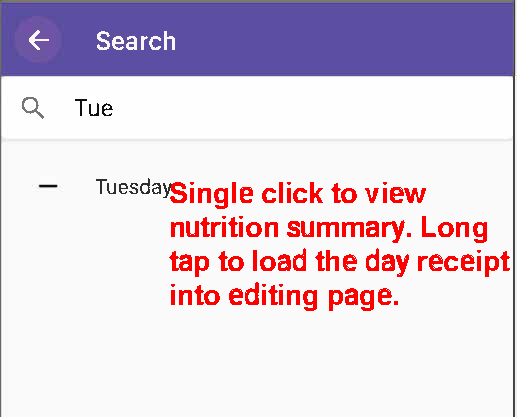 Search
Tue
Tuesday
Single click to view
nutrition summary. Long
tap to load the day receipt
into editing page.